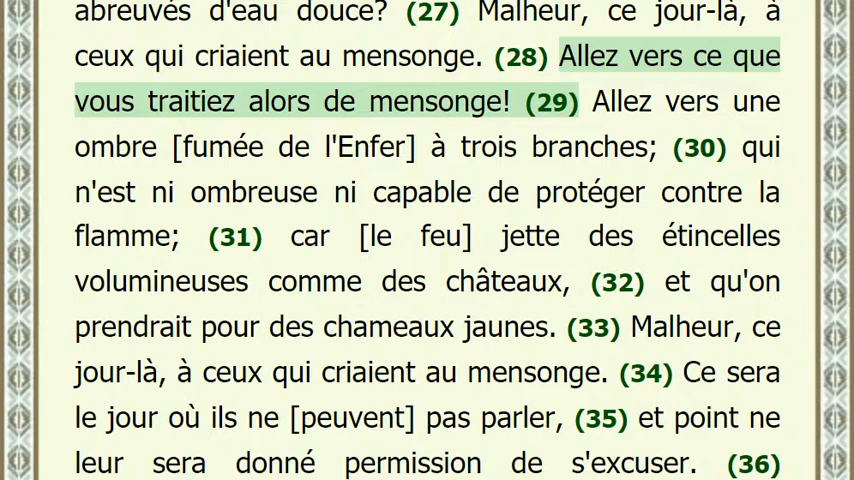 abreuvés d'eau douce? (27) Malheur, ce jour-là, à
ceux qui criaient au mensonge. (28) Allez vers ce que
vous traitiez alors de mensonge! (29) Allez vers une
ombre [fumée de l'Enfer] à trois branches; (30) qui
n'est ni ombreuse ni capable de protéger contre la
flamme; (31) car [le feu] jette des étincelles
volumineuses comme des châteaux, (32) et qu'on
prendrait pour des chameaux jaunes. (33) Malheur, ce
jour-là, à ceux qui criaient au mensonge. (34) Ce sera
le jour où ils ne [peuvent] pas parler, (35) et point ne
leur sera donné permission de s'excuser. (36)